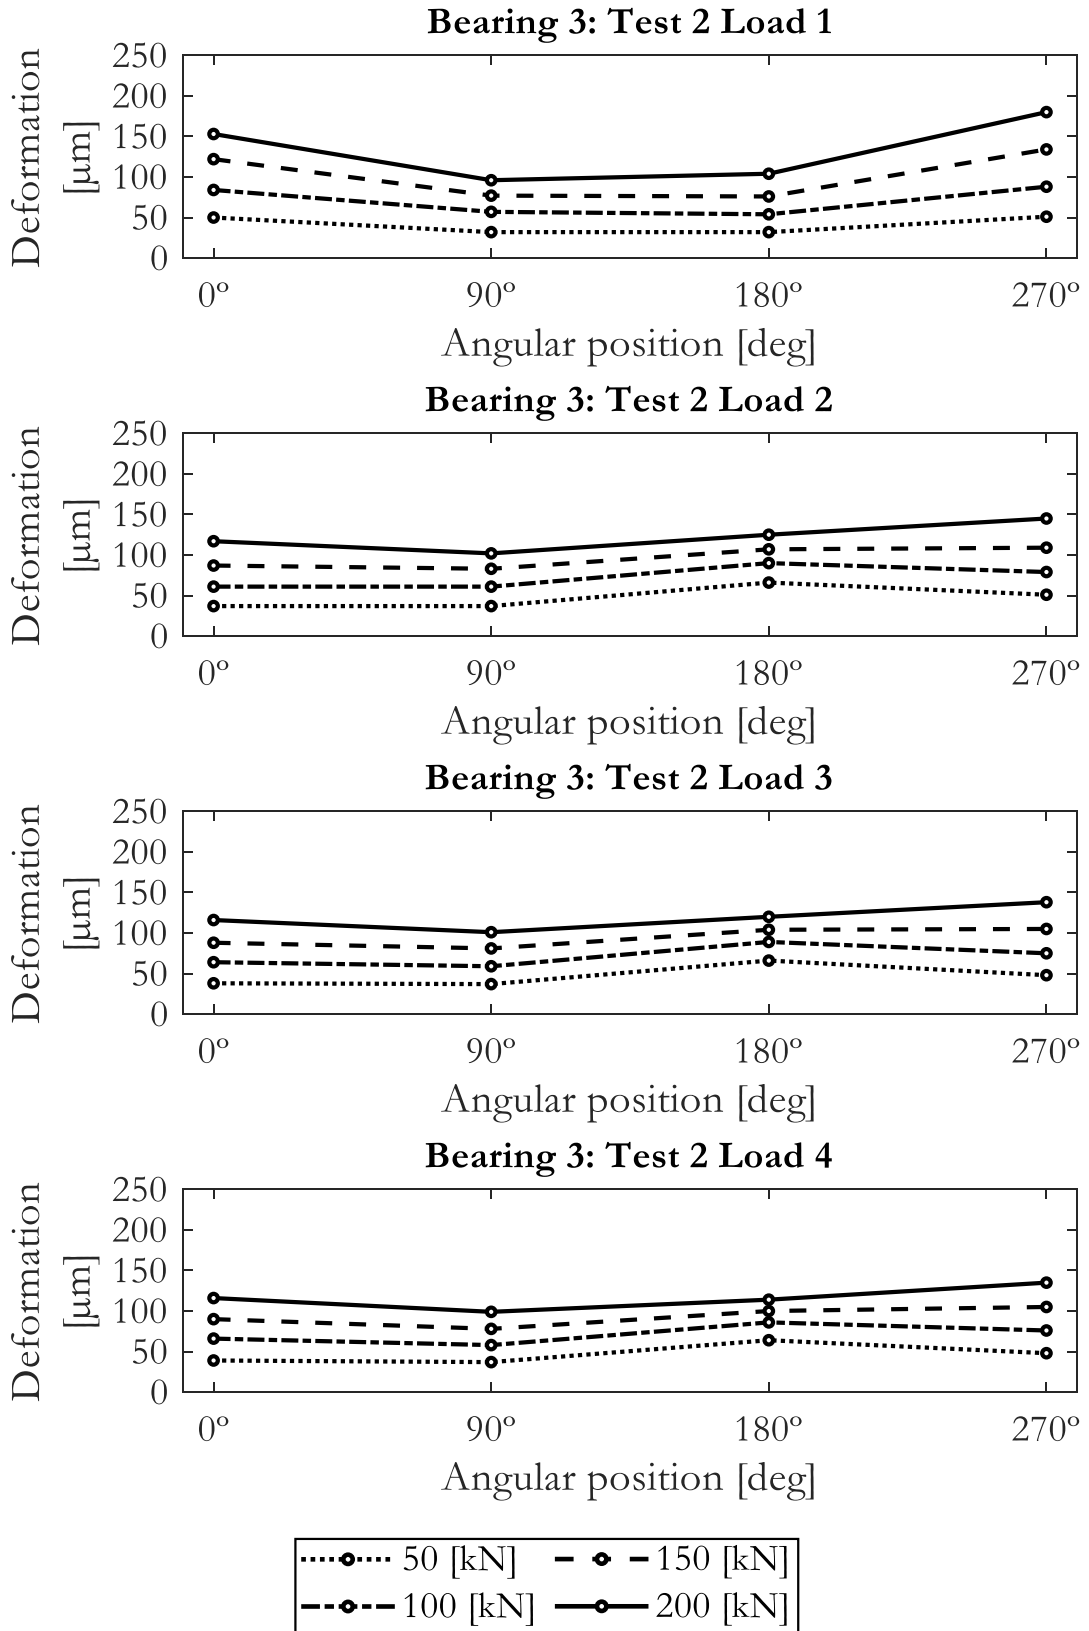 Bearing 3: Test 2 Load 1
250
200
150
100
50
0
Deformation
[µm]
0º 90º 180º 270º
Angular position [deg]
Bearing 3: Test 2 Load 2
250
200
150
100
50
0
Deformation
[µm]
0º 90º 180º 270º
Angular position [deg]
Bearing 3: Test 2 Load 3
250
200
150
100
50
0
Deformation
[µm]
0º 90º 180º 270º
Angular position [deg]
Bearing 3: Test 2 Load 4
250
200
150
100
50
0
Deformation
[µm]
0º 90º 180º 270º
Angular position [deg]
50 [kN] 150 [kN]
100 [kN] 200 [kN]